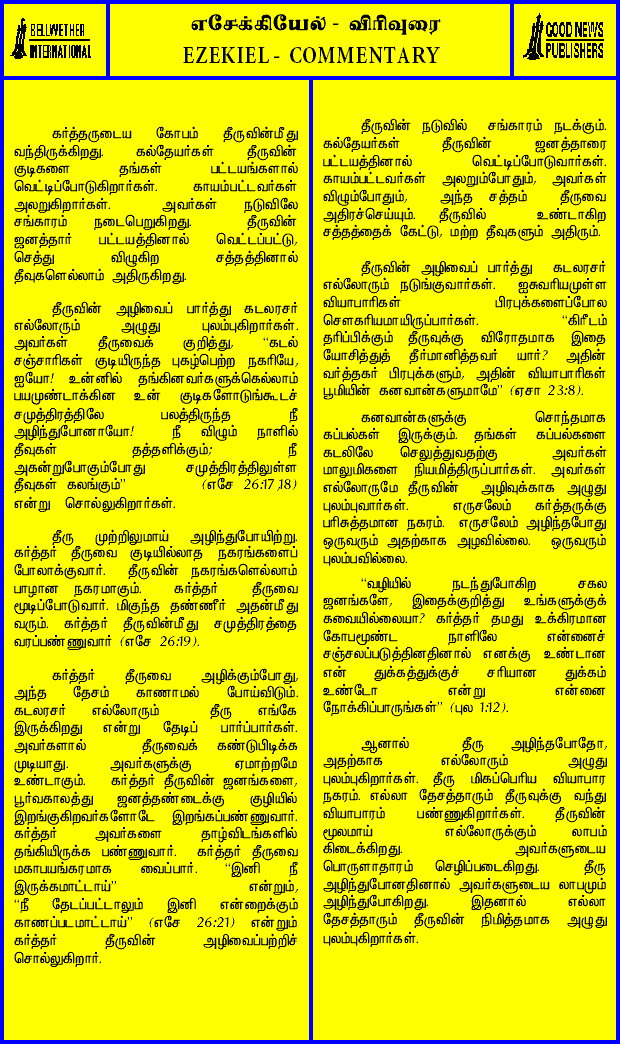 BELLWETHER
INTERNATIONAL
எசேக்கியேல் - விரிவுரை
EZEKIEL - COMMENTARY
GOOD NEWS
PUBLISHERS
கர்த்தருடைய கோபம் தீருவின்மீது
வந்திருக்கிறது. கல்தேயர்கள் தீருவின்
குடிகளை தங்கள் பட்டயங்களால்
வெட்டிப்போடுகிறார்கள். காயம்பட்டவர்கள்
அலறுகிறார்கள். அவர்கள் நடுவிலே
சங்காரம் நடைபெறுகிறது. தீருவின்
ஜனத்தார் பட்டயத்தினால் வெட்டப்பட்டு,
செத்து விழுகிற சத்தத்தினால்
தீவுகளெல்லாம் அதிருகிறது.
தீருவின் அழிவைப் பார்த்து கடலரசர்
எல்லோரும் அழுது புலம்புகிறார்கள்.
அவர்கள் தீருவைக் குறித்து, “கடல்
சஞ்சாரிகள் குடியிருந்த புகழ்பெற்ற நகரியே,
ஐயோ! உன்னில் தங்கினவர்களுக்கெல்லாம்
பயமுண்டாக்கின உன் குடிகளோடுங்கூடச்
சமுத்திரத்திலே பலத்திருந்த நீ
அழிந்துபோனாயோ! நீ விழும் நாளில்
தீவுகள் தத்தளிக்கும்; நீ
அகன்றுபோகும்போது சமுத்திரத்திலுள்ள
தீவுகள் கலங்கும்” (எசே 26:17,18)
என்று சொல்லுகிறார்கள்.
தீரு முற்றிலுமாய் அழிந்துபோயிற்று.
கர்த்தர் தீருவை குடியில்லாத நகரங்களைப்
போலாக்குவார். தீருவின் நகரங்களெல்லாம்
பாழான நகரமாகும். கர்த்தர் தீருவை
மூடிப்போடுவார். மிகுந்த தண்ணீர் அதன்மீது
வரும். கர்த்தர் தீருவின்மீது சமுத்திரத்தை
வரப்பண்ணுவார் (எசே 26:19).
கர்த்தர் தீருவை அழிக்கும்போது,
அந்த தேசம் காணாமல் போய்விடும்.
கடலரசர் எல்லோரும் தீரு எங்கே
இருக்கிறது என்று தேடிப் பார்ப்பார்கள்.
அவர்களால் தீருவைக் கண்டுபிடிக்க
முடியாது. அவர்களுக்கு ஏமாற்றமே
உண்டாகும். கர்த்தர் தீருவின் ஜனங்களை,
பூர்வகாலத்து ஜனத்தண்டைக்கு குழியில்
இறங்குகிறவர்களோடே இறங்கப்பண்ணுவார்.
கர்த்தர் அவர்களை தாழ்விடங்களில்
தங்கியிருக்க பண்ணுவார். கர்த்தர் தீருவை
மகாபயங்கரமாக வைப்பார். “இனி நீ
இருக்கமாட்டாய்” என்றும்,
“நீ தேடப்பட்டாலும் இனி என்றைக்கும்
காணப்படமாட்டாய்” (எசே 26:21) என்றும்
கர்த்தர் தீருவின் அழிவைப்பற்றிச்
சொல்லுகிறார்.
தீருவின் நடுவில் சங்காரம் நடக்கும்.
கல்தேயர்கள் தீருவின் ஜனத்தாரை
பட்டயத்தினால் வெட்டிப்போடுவார்கள்.
காயம்பட்டவர்கள் அலறும்போதும், அவர்கள்
விழும்போதும், அந்த சத்தம் தீருவை
அதிரச்செய்யும். தீருவில் உண்டாகிற
சத்தத்தைக் கேட்டு, மற்ற தீவுகளும் அதிரும்.
தீருவின் அழிவைப் பார்த்து கடலரசர்
எல்லோரும் நடுங்குவார்கள். ஐசுவரியமுள்ள
வியாபாரிகள் பிரபுக்களைப்போல
சௌகரியமாயிருப்பார்கள். “கிரீடம்
தரிப்பிக்கும் தீருவுக்கு விரோதமாக இதை
யோசித்துத் தீர்மானித்தவர் யார்? அதின்
வர்த்தகர் பிரபுக்களும், அதின் வியாபாரிகள்
பூமியின் கனவான்களுமாமே” (ஏசா 23:8).
கனவான்களுக்கு சொந்தமாக
கப்பல்கள் இருக்கும். தங்கள் கப்பல்களை
கடலிலே செலுத்துவதற்கு அவர்கள்
மாலுமிகளை நியமித்திருப்பார்கள். அவர்கள்
எல்லோருமே தீருவின் அழிவுக்காக அழுது
புலம்புவார்கள். எருசலேம் கர்த்தருக்கு
பரிசுத்தமான நகரம். எருசலேம் அழிந்தபோது
ஒருவரும் அதற்காக அழவில்லை. ஒருவரும்
புலம்பவில்லை.
“வழியில் நடந்துபோகிற சகல
ஜனங்களே, இதைக்குறித்து உங்களுக்குக்
கவையில்லையா? கர்த்தர் தமது உக்கிரமான
கோபமூண்ட நாளிலே என்னைச்
சஞ்சலப்படுத்தினதினால் எனக்கு உண்டான
என் துக்கத்துக்குச் சரியான துக்கம்
உண்டோ என்று என்னை
நோக்கிப்பாருங்கள்” (புல 1:12).
ஆனால் தீரு அழிந்தபோதோ,
அதற்காக எல்லோரும் அழுது
புலம்புகிறார்கள். தீரு மிகப்பெரிய வியாபார
நகரம். எல்லா தேசத்தாரும் தீருவுக்கு வந்து
வியாபாரம் பண்ணுகிறார்கள். தீருவின்
மூலமாய் எல்லோருக்கும் லாபம்
கிடைக்கிறது. அவர்களுடைய
பொருளாதாரம் செழிப்படைகிறது. தீரு
அழிந்துபோனதினால் அவர்களுடைய லாபமும்
அழிந்துபோகிறது. இதனால் எல்லா
தேசத்தாரும் தீருவின் நிமித்தமாக அழுது
புலம்புகிறார்கள்.